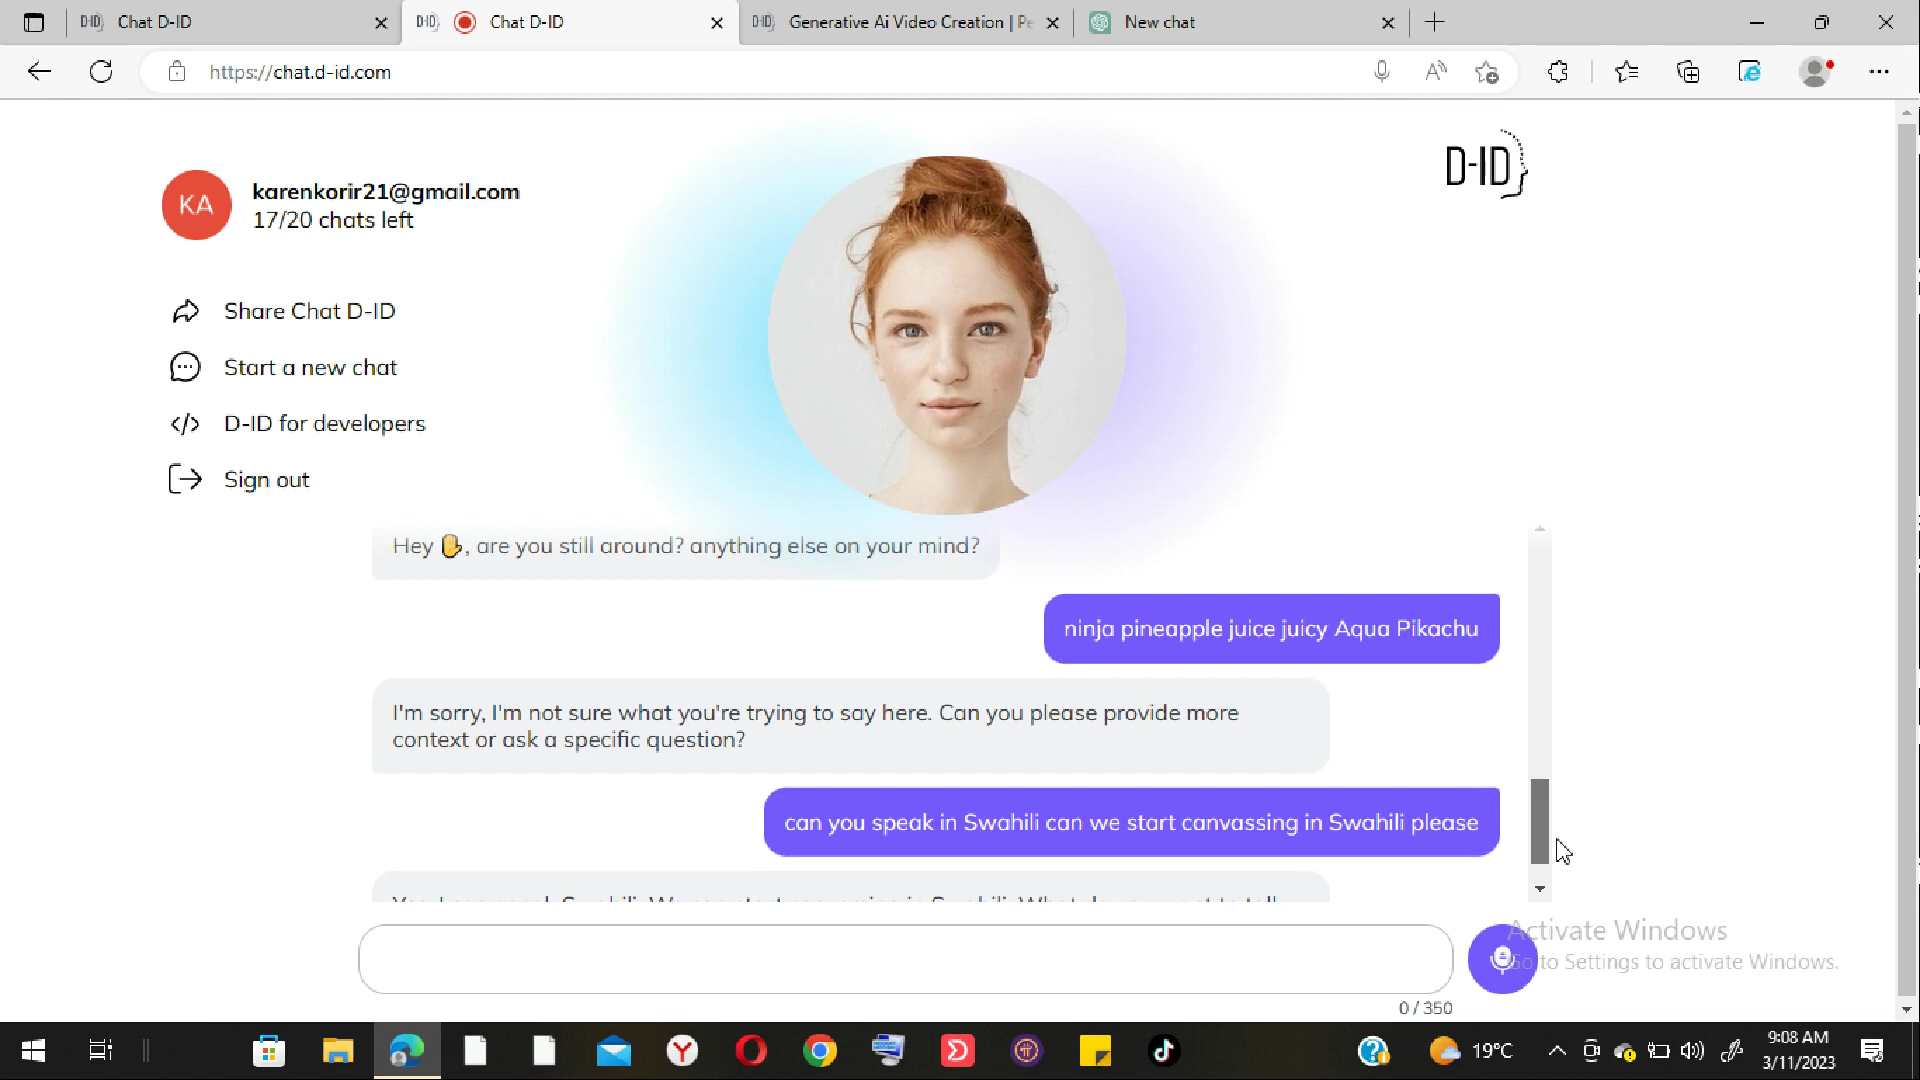 Chat D-ID
Chat D-ID
Generative Ai Video Creation | Pe
New chat
https://chat.d-id.com
KA
karenkorir21@gmail.com
17/20 chats left
D-ID
Share Chat D-ID
Start a new chat
D-ID for developers
Sign out
Hey ✋, are you still around? anything else on your mind?
ninja pineapple juice juicy Aqua Pikachu
I'm sorry, I'm not sure what you're trying to say here. Can you please provide more
context or ask a specific question?
can you speak in Swahili can we start canvassing in Swahili please
Activate Windows
Go to Settings to activate Windows.
0 / 350
19°C
9:08 AM
3/11/2023